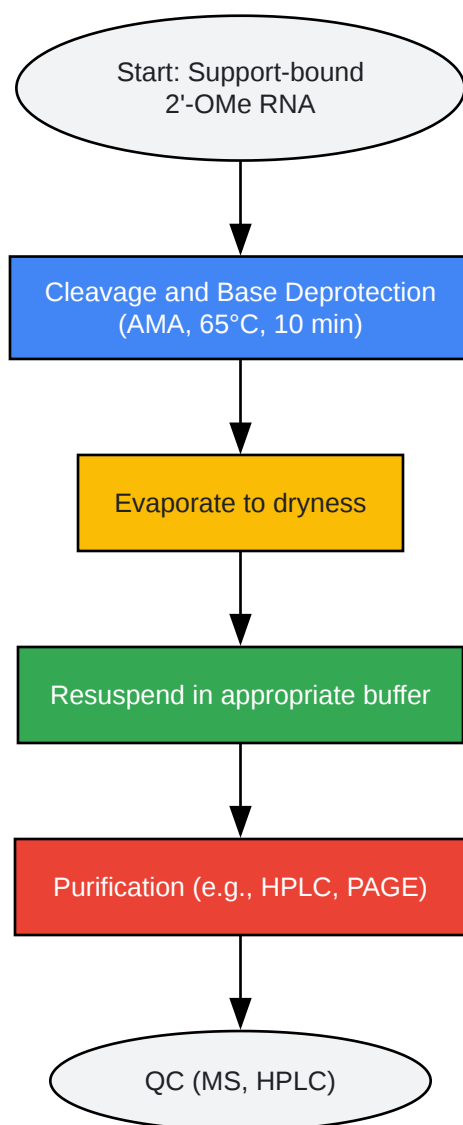 Start: Support-bound
2'-OMe RNA
Cleavage and Base Deprotection
(AMA, 65°C, 10 min)
Evaporate to dryness
Resuspend in appropriate buffer
Purification (e.g., HPLC, PAGE)
QC (MS, HPLC)